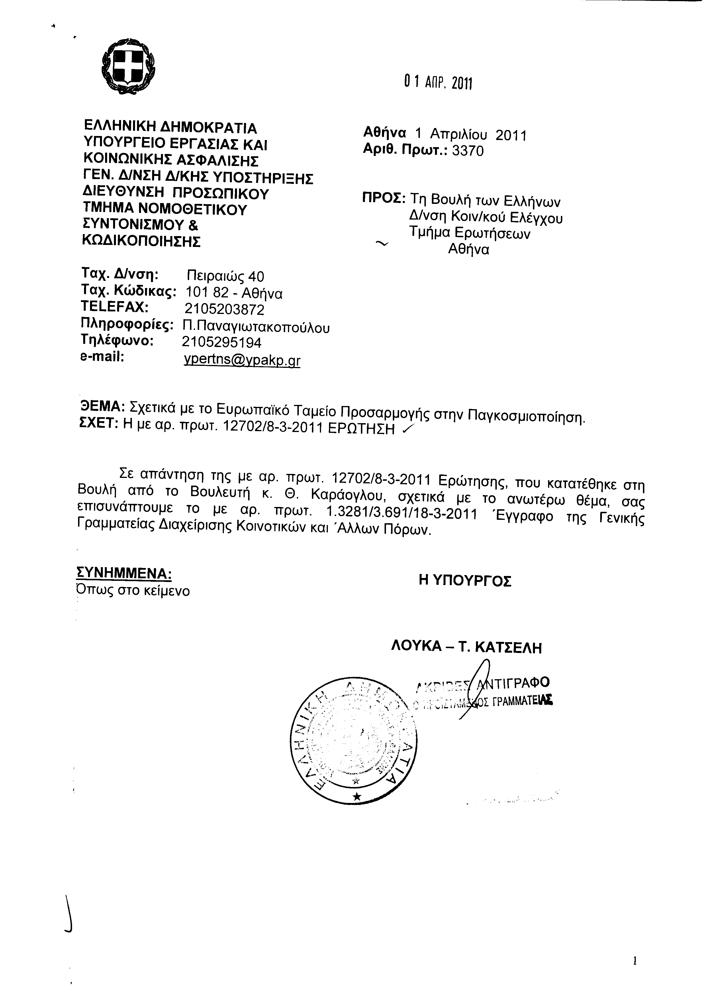 01 ΑΠΡ. 2011
ΕΛΛΗΝΙΚΗ ΔΗΜΟΚΡΑΤΙΑ
ΥΠΟΥΡΓΕΙΟ ΕΡΓΑΣΙΑΣ ΚΑΙ
ΚΟΙΝΩΝΙΚΗΣ ΑΣΦΑΛΙΣΗΣ
ΓΕΝ. Δ/ΝΣΗ Δ/ΚΗΣ ΥΠΟΣΤΗΡΙΞΗΣ
ΔΙΕΥΘΥΝΣΗ ΠΡΟΣΩΠΙΚΟΥ
ΤΜΗΜΑ ΝΟΜΟΘΕΤΙΚΟΥ
ΣΥΝΤΟΝΙΣΜΟΥ &
ΚΩΔΙΚΟΠΟΙΗΣΗΣ
Αθήνα 1 Απριλίου 2011
Αριθ. Πρωτ.: 3370
ΠΡΟΣ: Τη Βουλή των Ελλήνων
Δ/νση Κοιν/κού Ελέγχου
Τμήμα Ερωτήσεων
Αθήνα
Ταχ. Δ/νση: Πειραιώς 40
Ταχ. Κώδικας: 101 82 - Αθήνα
TELEFAX: 2105203872
Πληροφορίες: Π.Παναγιωτακοπούλου
Τηλέφωνο: 2105295194
e-mail: ypertns@ypakp.gr
ΘΕΜΑ: Σχετικά με το Ευρωπαϊκό Ταμείο Προσαρμογής στην Παγκοσμιοποίηση.
ΣΧΕΤ: Η με αρ. πρωτ. 12702/8-3-2011 ΕΡΩΤΗΣΗ
Σε απάντηση της με αρ. πρωτ. 12702/8-3-2011 Ερώτησης, που κατατέθηκε στη
Βουλή από το Βουλευτή κ. Θ. Καράογλου, σχετικά με το ανωτέρω θέμα, σας
επισυνάπτουμε το με αρ. πρωτ. 1.3281/3.691/18-3-2011 Έγγραφο της Γενικής
Γραμματείας Διαχείρισης Κοινοτικών και Άλλων Πόρων.
ΣΥΝΗΜΜΕΝΑ:
Όπως στο κείμενο
Η ΥΠΟΥΡΓΟΣ
ΛΟΥΚΑ – Τ. ΚΑΤΣΕΛΗ
ΑΚΡΙΒΕΣ ΑΝΤΙΓΡΑΦΟ
Ο ΠΡΟΪΣΤΑΜΕΝΟΣ ΓΡΑΜΜΑΤΕΙΑΣ
ΕΛΛΗΝΙΚΗ ΔΗΜΟΚΡΑΤΙΑ
1